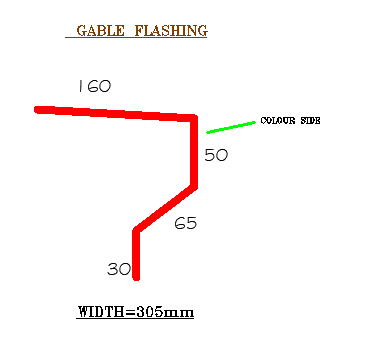 GABLE FLASHING
160
COLOUR SIDE
50
65
30
WIDTH=305mm